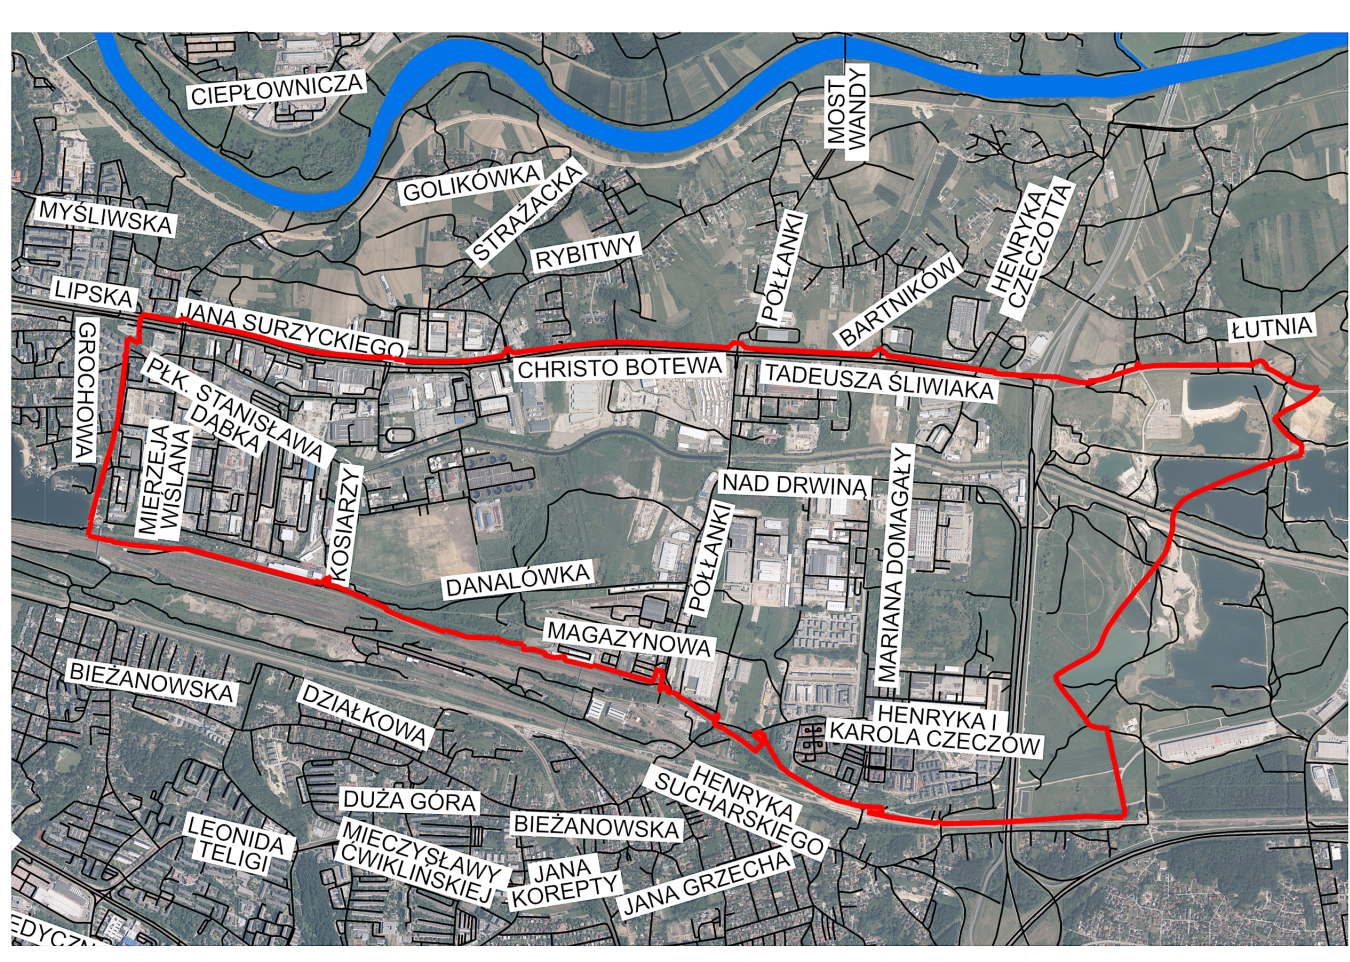 CIEPŁOWNICZA
MOST
WANDY
GOLIKÓWKA
STRAŻACKA
MYŚLIWSKA
RYBITWY
PÓŁŁANKI
HENRYKA
CZECZOTTA
BARTNIKÓW
LIPSKA
JANA SURZYCKIEGO
ŁUTNIA
GROCHOWA
PŁK. STANISŁAWA
DĄBKA
CHRISTO BOTEWA
TADEUSZA ŚLIWIAKA
MIERZEJA
WIŚLANA
KOSIARZY
NAD DRWINĄ
MARIANA DOMAGAŁY
PÓŁŁANKI
DANALÓWKA
MAGAZYNOWA
BIEŻANOWSKA
DZIAŁKOWA
HENRYKA I
KAROLA CZECZÓW
HENRYKA
SUCHARSKIEGO
DUŻA GÓRA
BIEŻANOWSKA
LEONIDA
TELIGI
MIECZYSŁAWY
ĆWIKLIŃSKIEJ
JANA
KOREPTY
JANA GRZECHA